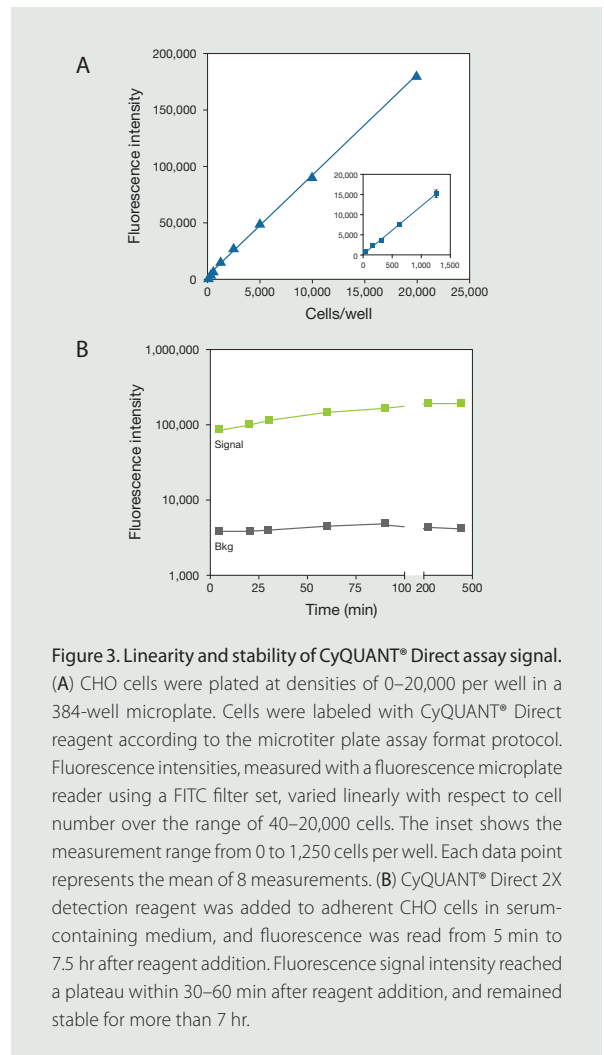 A
Fluorescence intensity
200,000
150,000
100,000
50,000
0
0 5,000 10,000 15,000 20,000 25,000
Cells/well
20,000
15,000
10,000
5,000
0
0 500 1,000 1,500
B
Fluorescence intensity
1,000,000
100,000
10,000
1,000
Signal
Bkg
0 25 50 75 100 200 500
Time (min)
Figure 3. Linearity and stability of CyQUANT® Direct assay signal.
(A) CHO cells were plated at densities of 0–20,000 per well in a
384-well microplate. Cells were labeled with CyQUANT® Direct
reagent according to the microtiter plate assay format protocol.
Fluorescence intensities, measured with a fluorescence microplate
reader using a FITC filter set, varied linearly with respect to cell
number over the range of 40–20,000 cells. The inset shows the
measurement range from 0 to 1,250 cells per well. Each data point
represents the mean of 8 measurements. (B) CyQUANT® Direct 2X
detection reagent was added to adherent CHO cells in serum-
containing medium, and fluorescence was read from 5 min to
7.5 hr after reagent addition. Fluorescence signal intensity reached
a plateau within 30–60 min after reagent addition, and remained
stable for more than 7 hr.